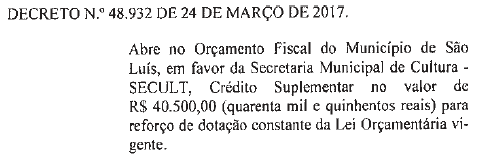 DECRETO N.º 48.932 DE 24 DE MARÇO DE 2017.
Abre no Orçamento Fiscal do Município de São
Luís, em favor da Secretaria Municipal de Cultura -
SECULT, Crédito Suplementar no valor de
R$ 40.500,00 (quarenta mil e quinhentos reais) para
reforço de dotação constante da Lei Orçamentária vi-
gente.